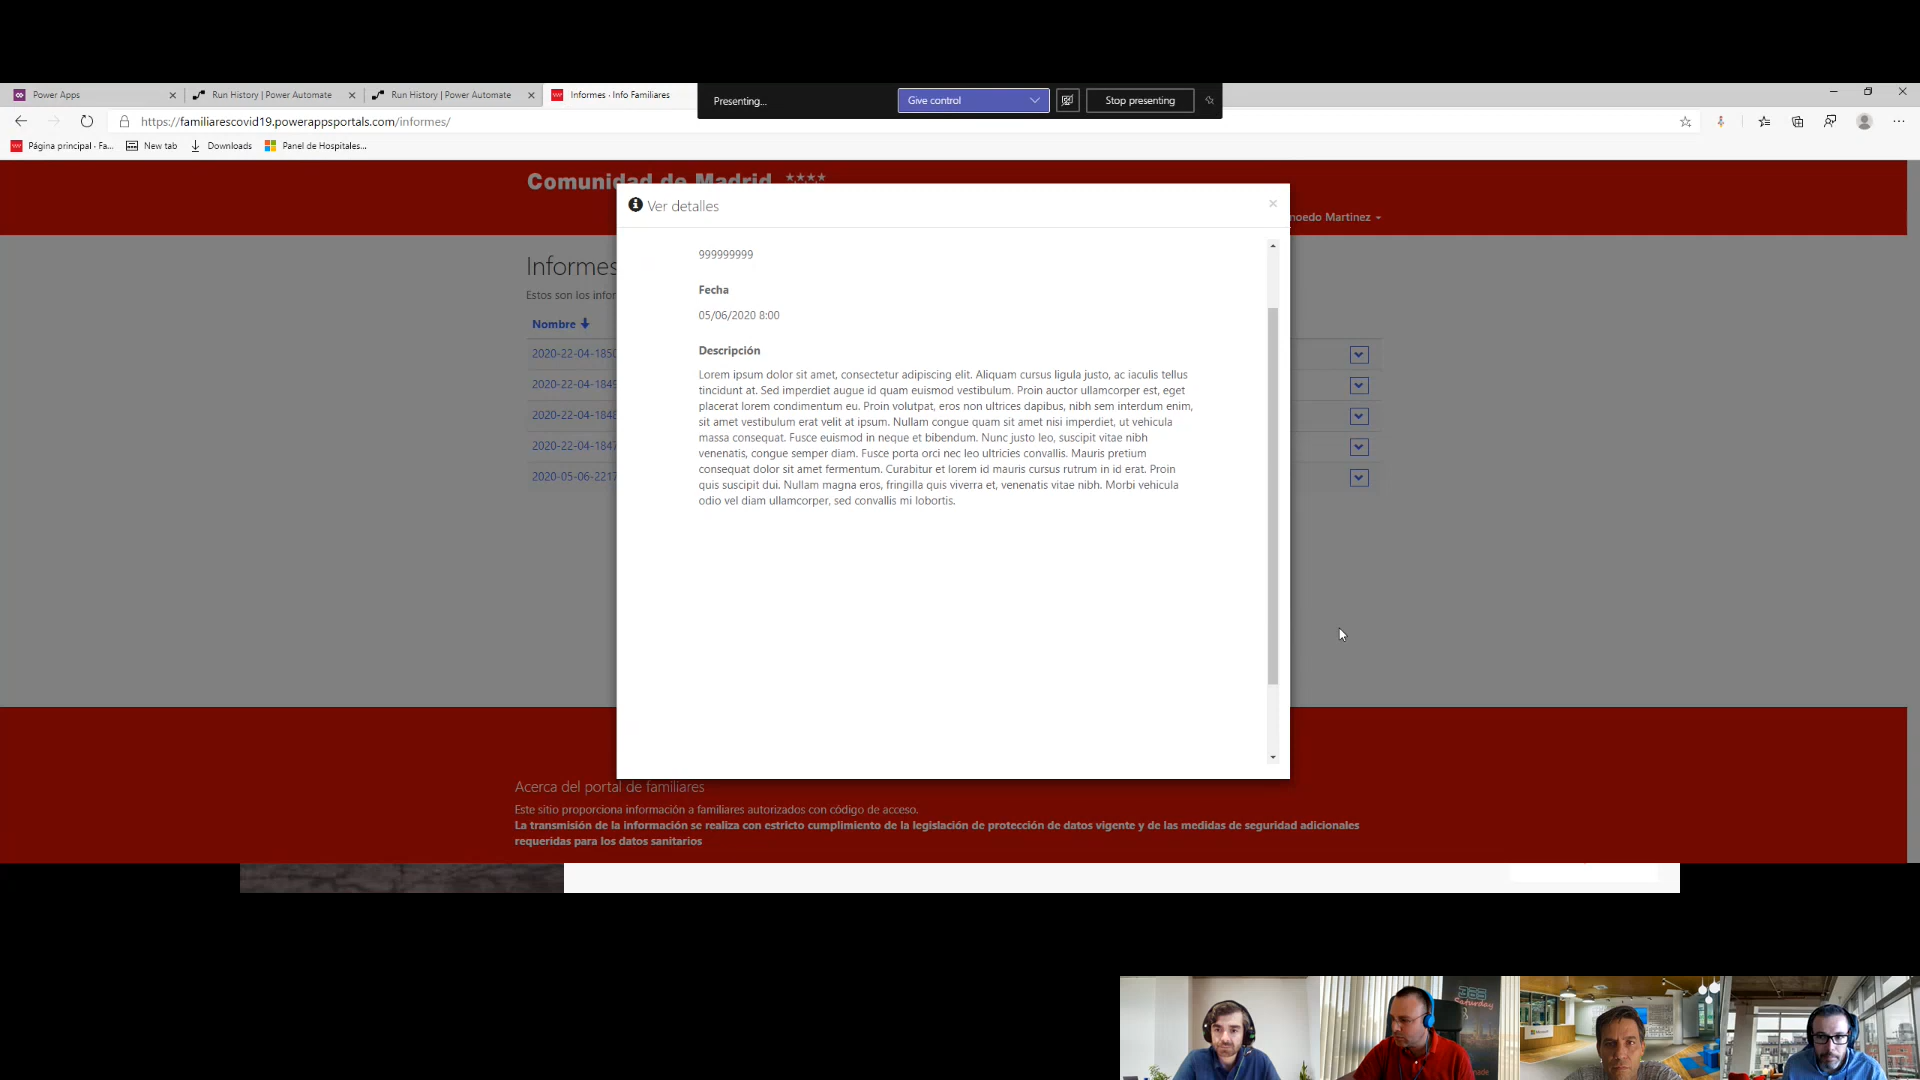 Power Apps
Run History | Power Automate
Run History | Power Automate
Informes · Info Familiares
Presenting...
Give control
Stop presenting
https://familiarescovid19.powerappsportals.com/informes/
Página principal · Fa...
New tab
Downloads
Panel de Hospitales...
Comunidad de Madrid
Ver detalles
noedo Martinez
999999999
Informes
Fecha
Estos son los infor
05/06/2020 8:00
Nombre
Descripción
2020-22-04-1850
2020-22-04-1849
2020-22-04-1848
2020-22-04-1847
2020-05-06-2217
Lorem ipsum dolor sit amet, consectetur adipiscing elit. Aliquam cursus ligula justo, ac iaculis tellus
tincidunt at. Sed imperdiet augue id quam euismod vestibulum. Proin auctor ullamcorper est, eget
placerat lorem condimentum eu. Proin volutpat, eros non ultrices dapibus, nibh sem interdum enim,
sit amet vestibulum erat velit at ipsum. Nullam congue quam sit amet nisi imperdiet, ut vehicula
massa consequat. Fusce euismod in neque et bibendum. Nunc justo leo, suscipit vitae nibh
venenatis, congue semper diam. Fusce porta orci nec leo ultricies convallis. Mauris pretium
consequat dolor sit amet fermentum. Curabitur et lorem id mauris cursus rutrum in id erat. Proin
quis suscipit dui. Nullam magna eros, fringilla quis viverra et, venenatis vitae nibh. Morbi vehicula
odio vel diam ullamcorper, sed convallis mi lobortis.
Acerca del portal de familiares
Este sitio proporciona información a familiares autorizados con código de acceso.
La transmisión de la información se realiza con estricto cumplimiento de la legislación de protección de datos vigente y de las medidas de seguridad adicionales
requeridas para los datos sanitarios
365
Saturday